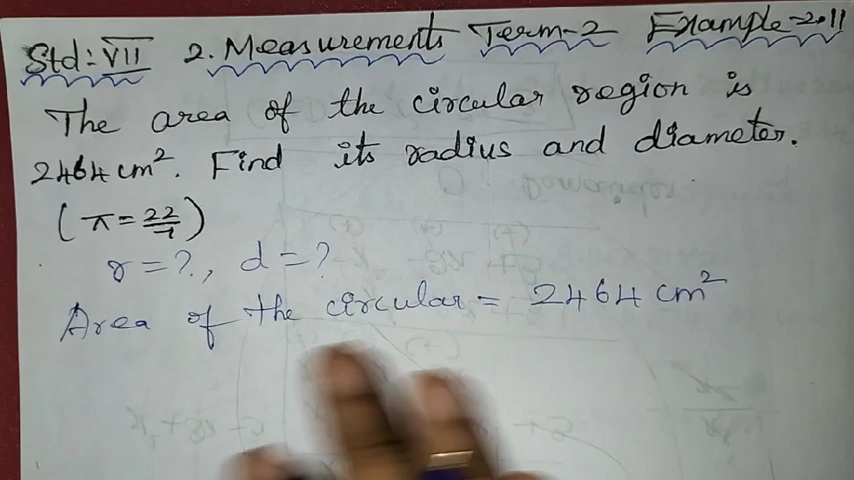 Std:- VII 2. Measurements Term-2 Example-2.11
The area of the circular region is
2464 cm². Find its radius and diameter.
(π = 22/7)
r = ?, d = ?
Area of the circular = 2464 cm²